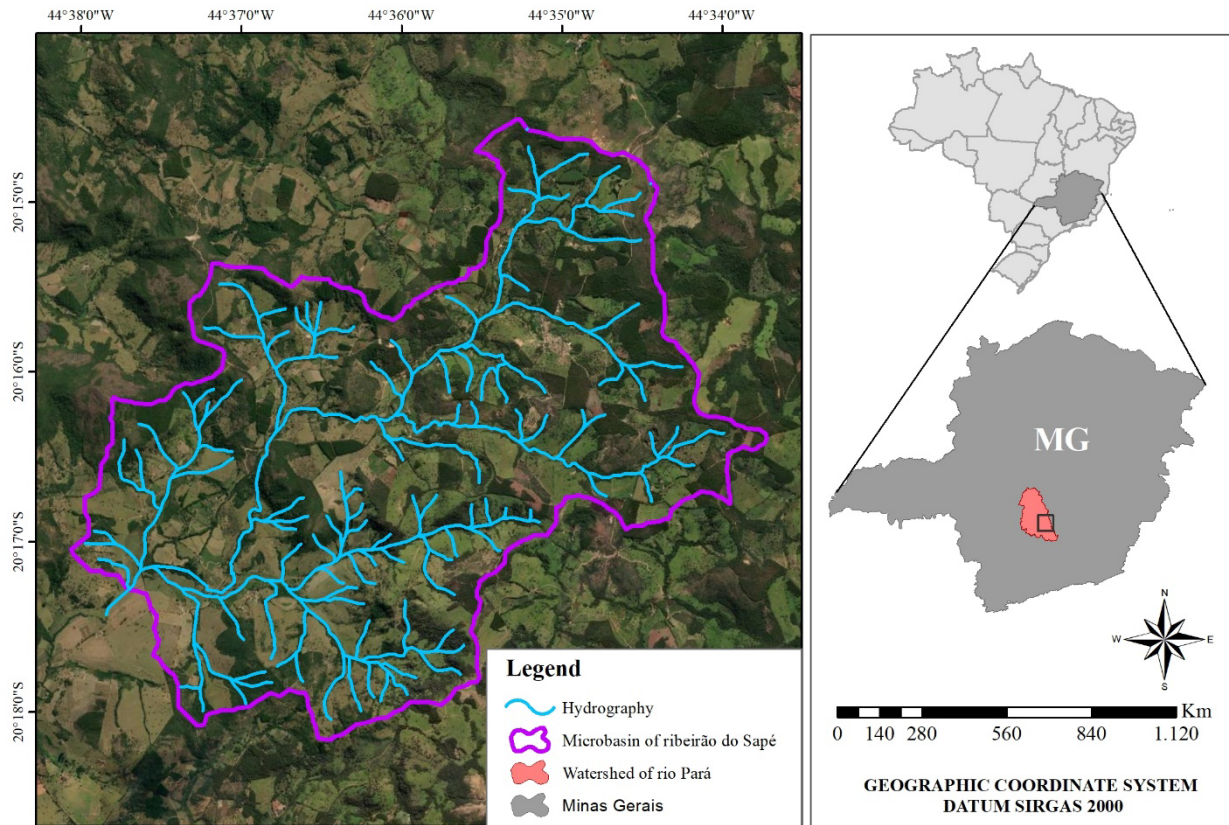 44°38'0"W 44°37'0"W 44°36'0"W 44°35'0"W 44°34'0"W
20°15'0"S
20°16'0"S
20°17'0"S
20°18'0"S
Legend
Hydrography
Microbasin of ribeirão do Sapé
Watershed of rio Pará
Minas Gerais
MG
N
W E
S
Km
0 140 280 560 840 1.120
GEOGRAPHIC COORDINATE SYSTEM
DATUM SIRGAS 2000